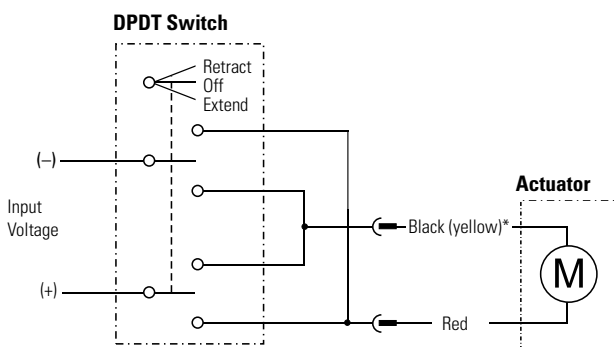 DPDT Switch
Retract
Off
Extend
(–)
Input
Voltage
(+)
Black (yellow)*
Red
Actuator
M